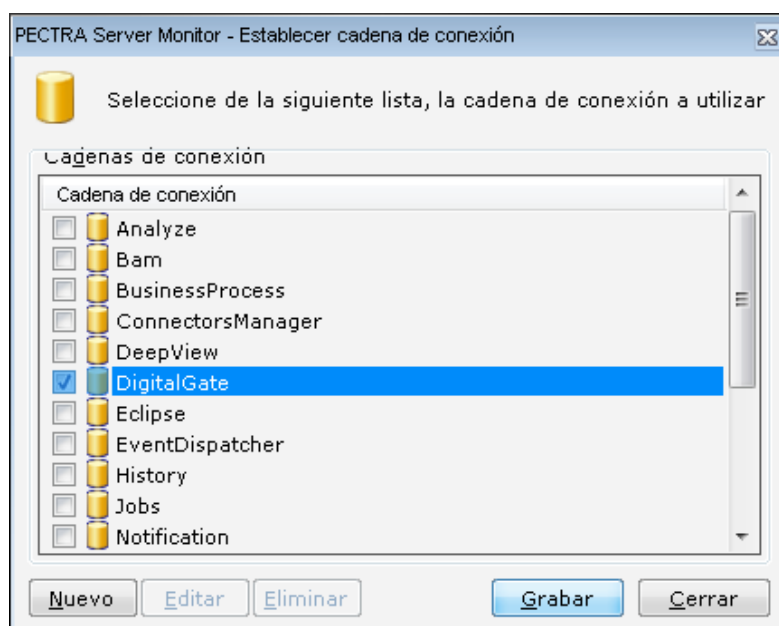 PECTRA Server Monitor - Establecer cadena de conexión
Seleccione de la siguiente lista, la cadena de conexión a utilizar
Cadenas de conexión
Cadena de conexión
Analyze
Bam
BusinessProcess
ConnectorsManager
DeepView
DigitalGate
Eclipse
EventDispatcher
History
Jobs
Notification
Nuevo Editar Eliminar Grabar Cerrar